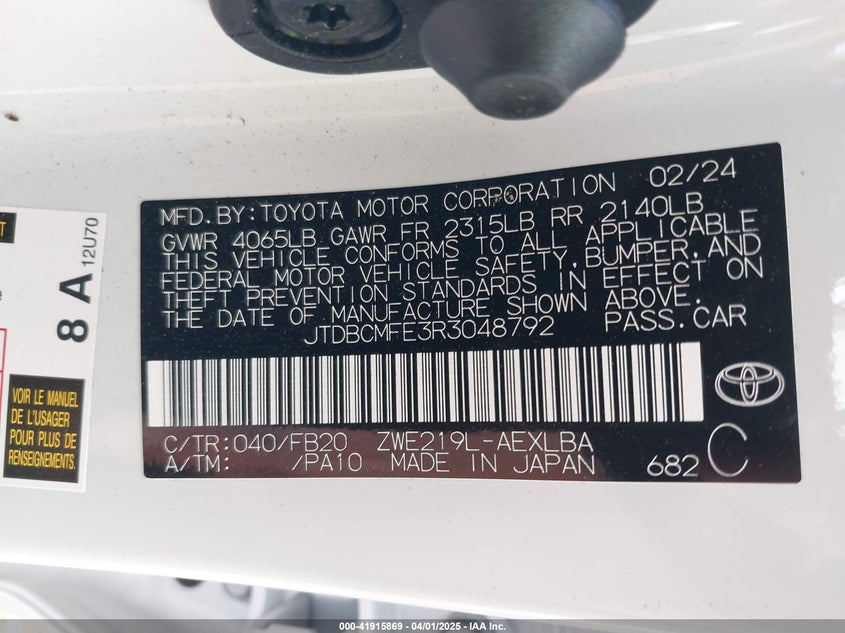 MFD. BY: TOYOTA MOTOR CORPORATION 02/24
GVWR 4065LB GAWR FR 2315LB RR 2140LB
THIS VEHICLE CONFORMS TO ALL APPLICABLE
FEDERAL MOTOR VEHICLE SAFETY, BUMPER, AND
THEFT PREVENTION STANDARDS IN EFFECT ON
THE DATE OF MANUFACTURE SHOWN ABOVE.
JTDBCMFE3R3048792 PASS. CAR
C/TR: 040/FB20 ZWE219L-AEXLBA
A/TM: /PA10 MADE IN JAPAN 682 C
8 A 12U70
VOIR LE MANUEL
DE L'USAGER
POUR PLUS DE
RENSEIGNEMENTS.
000-41915869 | 04/01/2025 | IAA, Inc.